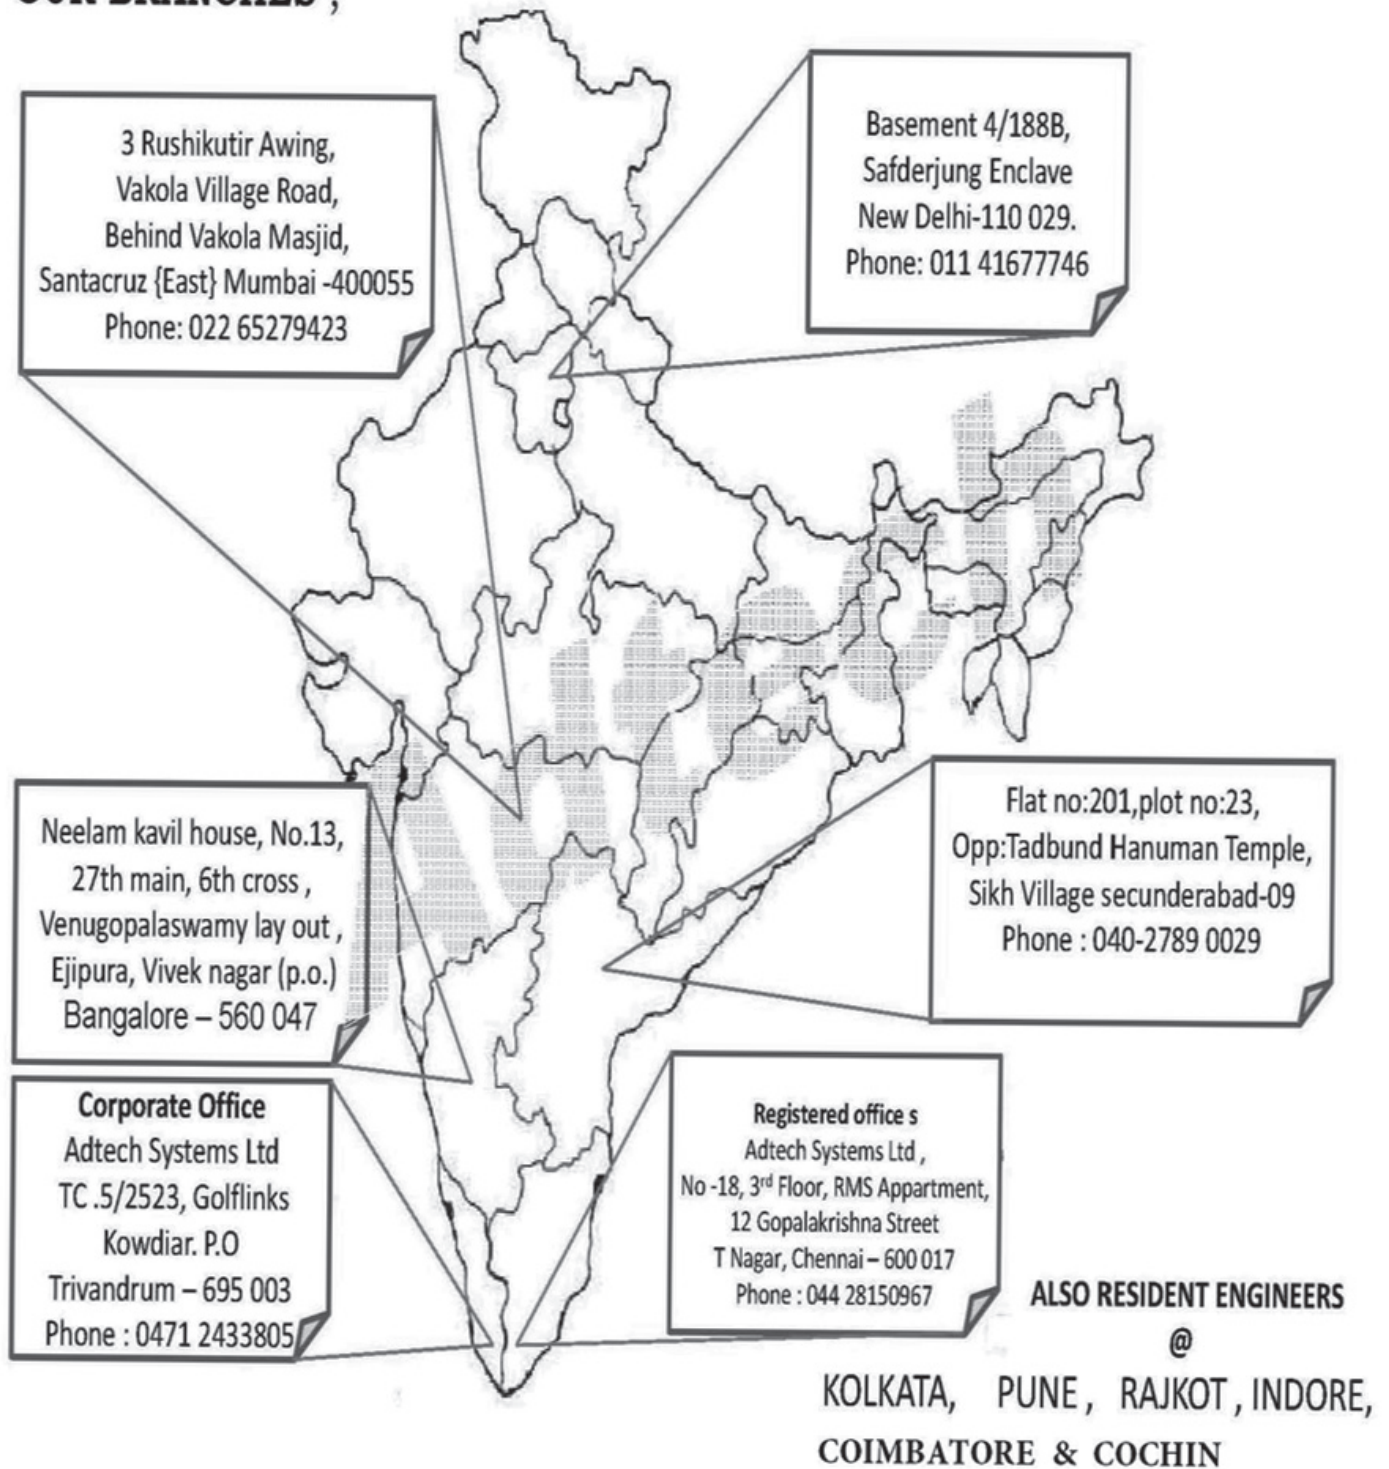 OUR BRANCHES ;
3 Rushikutir Awing,
Vakola Village Road,
Behind Vakola Masjid,
Santacruz {East} Mumbai -400055
Phone: 022 65279423
Basement 4/188B,
Safderjung Enclave
New Delhi-110 029.
Phone: 011 41677746
Neelam kavil house, No.13,
27th main, 6th cross ,
Venugopalaswamy lay out ,
Ejipura, Vivek nagar (p.o.)
Bangalore – 560 047
Flat no:201,plot no:23,
Opp:Tadbund Hanuman Temple,
Sikh Village secunderabad-09
Phone : 040-2789 0029
Corporate Office
Adtech Systems Ltd
TC .5/2523, Golflinks
Kowdiar. P.O
Trivandrum – 695 003
Phone : 0471 2433805
Registered office s
Adtech Systems Ltd ,
No -18, 3rd Floor, RMS Appartment,
12 Gopalakrishna Street
T Nagar, Chennai – 600 017
Phone : 044 28150967
ALSO RESIDENT ENGINEERS
@
KOLKATA, PUNE , RAJKOT , INDORE,
COIMBATORE & COCHIN